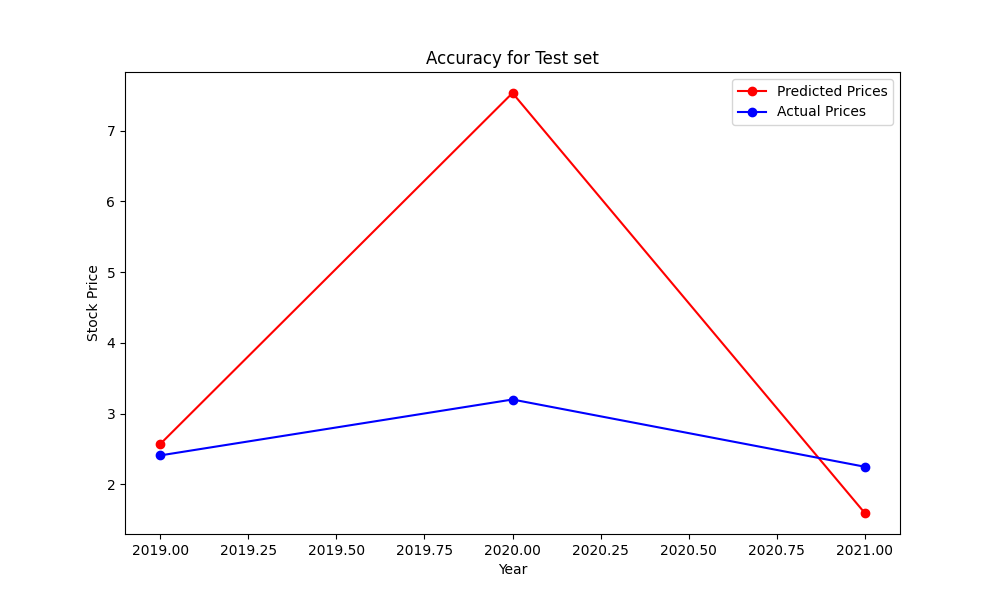 Accuracy for Test set
Predicted Prices
Actual Prices
7
6
5
4
3
2
Stock Price
2019.00 2019.25 2019.50 2019.75 2020.00 2020.25 2020.50 2020.75 2021.00
Year